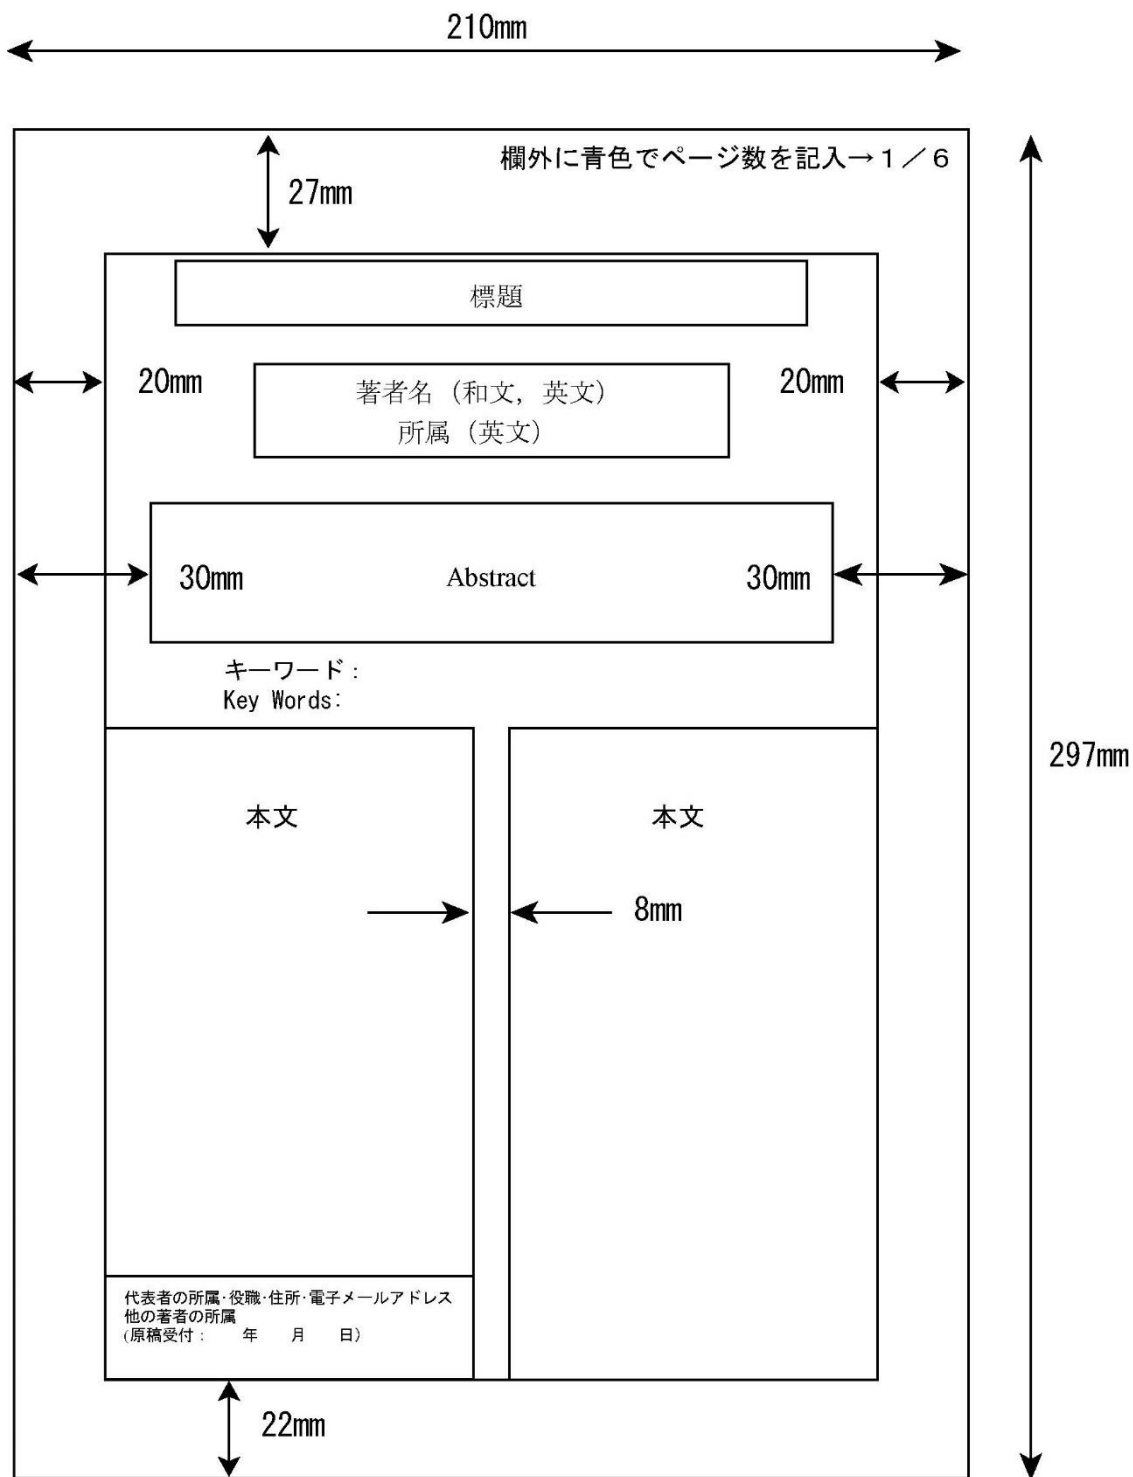 210mm
欄外に青色でページ数を記入→１／６
27mm
標題
20mm
著者名（和文，英文）
20mm
所属（英文）
30mm
Abstract
30mm
キーワード：
Key Words:
297mm
本文
本文
8mm
代表者の所属･役職･住所･電子メールアドレス
他の著者の所属
(原稿受付：　　年　　月　　日)
22mm